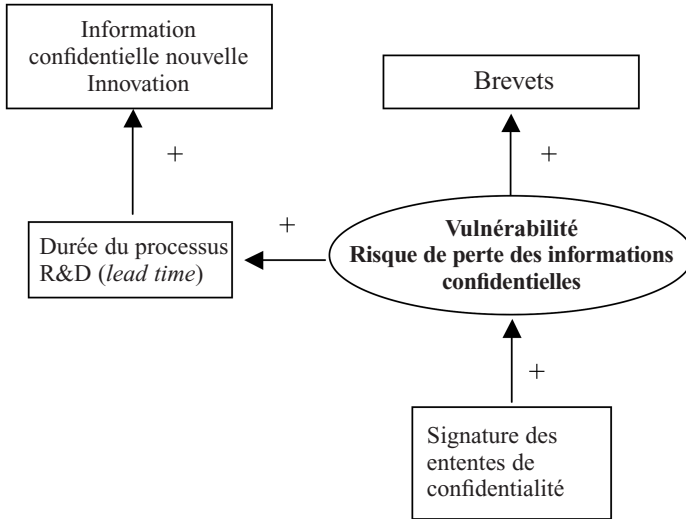 Information
confidentielle nouvelle
Innovation
Brevets
+
+
Durée du processus
R&D (lead time)
+
Vulnérabilité
Risque de perte des informations
confidentielles
+
Signature des
ententes de
confidentialité